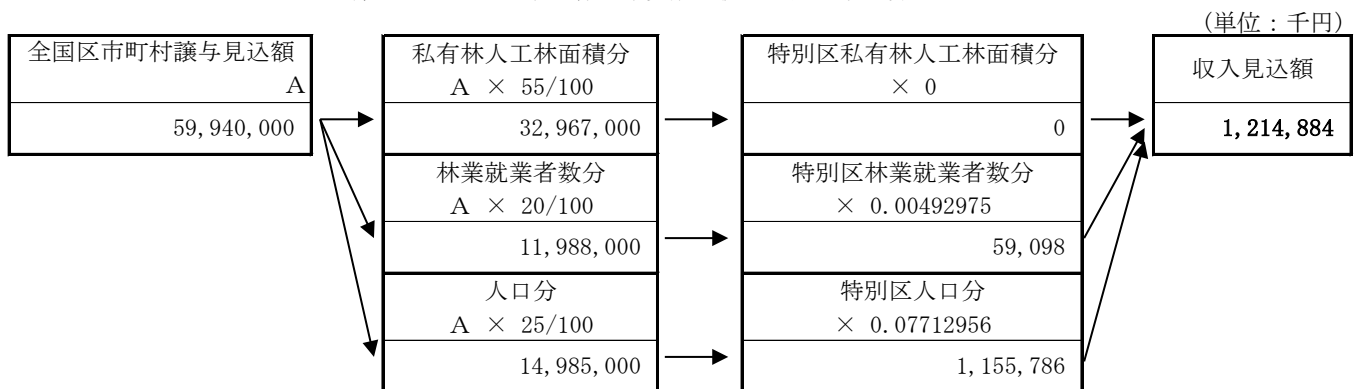 (単位：千円)
全国区市町村譲与見込額
A
59,940,000
私有林人工林面積分
A × 55/100
32,967,000
特別区私有林人工林面積分
× 0
0
収入見込額
1,214,884
林業就業者数分
A × 20/100
11,988,000
特別区林業就業者数分
× 0.00492975
59,098
人口分
A × 25/100
14,985,000
特別区人口分
× 0.07712956
1,155,786